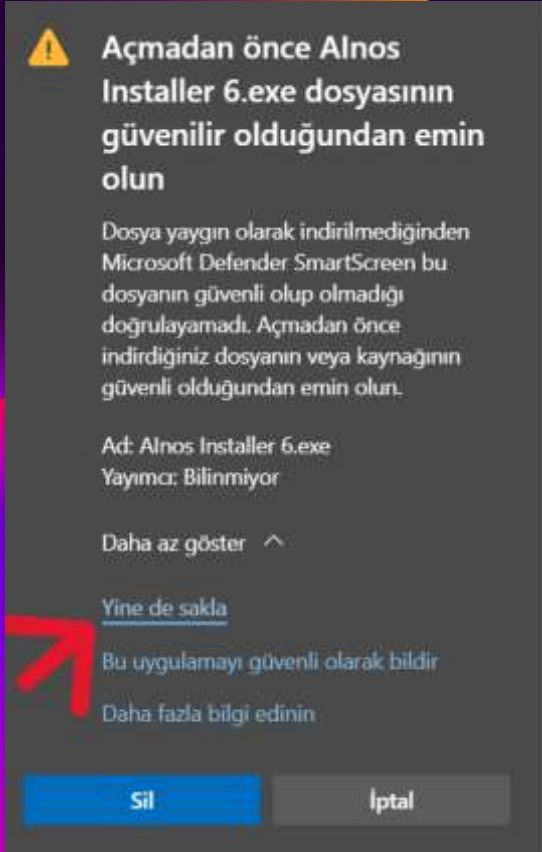 Açmadan önce AInos
Installer 6.exe dosyasının
güvenilir olduğundan emin
olun
Dosya yaygın olarak indirilmediğinden
Microsoft Defender SmartScreen bu
dosyanın güvenli olup olmadığı
doğrulayamadı. Açmadan önce
indirdiğiniz dosyanın veya kaynağının
güvenli olduğundan emin olun.
Ad: AInos Installer 6.exe
Yayımcı: Bilinmiyor
Daha az göster
Yine de sakla
Bu uygulamayı güvenli olarak bildir
Daha fazla bilgi edinin
Sil
İptal